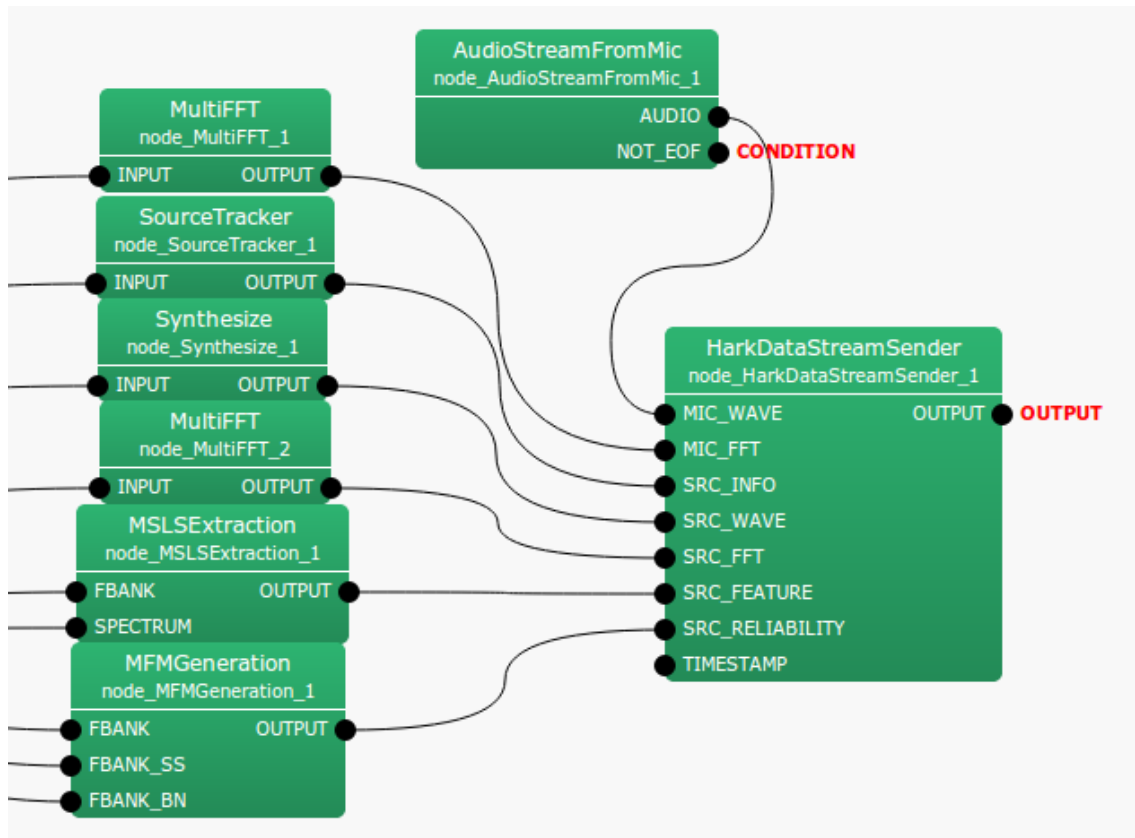 AudioStreamFromMic
node_AudioStreamFromMic_1
AUDIO
NOT_EOF CONDITION
MultiFFT
node_MultiFFT_1
INPUT OUTPUT
SourceTracker
node_SourceTracker_1
INPUT OUTPUT
Synthesize
node_Synthesize_1
INPUT OUTPUT
MultiFFT
node_MultiFFT_2
INPUT OUTPUT
MSLSExtraction
node_MSLSExtraction_1
FBANK OUTPUT
SPECTRUM
MFMGeneration
node_MFMGeneration_1
FBANK OUTPUT
FBANK_SS
FBANK_BN
HarkDataStreamSender
node_HarkDataStreamSender_1
MIC_WAVE OUTPUT OUTPUT
MIC_FFT
SRC_INFO
SRC_WAVE
SRC_FFT
SRC_FEATURE
SRC_RELIABILITY
TIMESTAMP